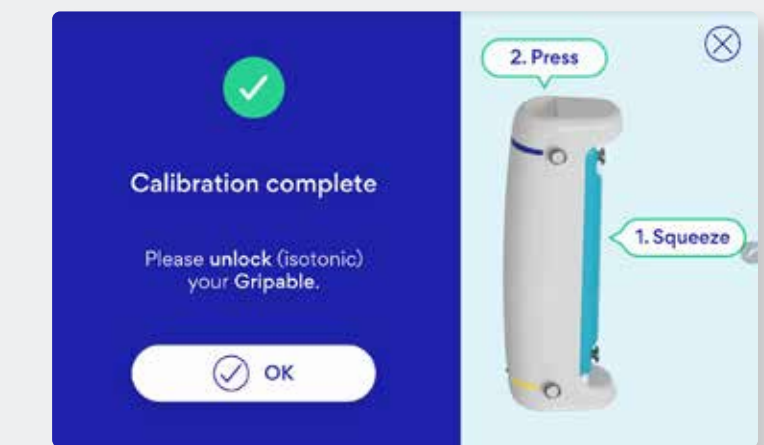 Calibration complete
Please unlock (isotonic)
your Gripable.
OK
2. Press
1. Squeeze